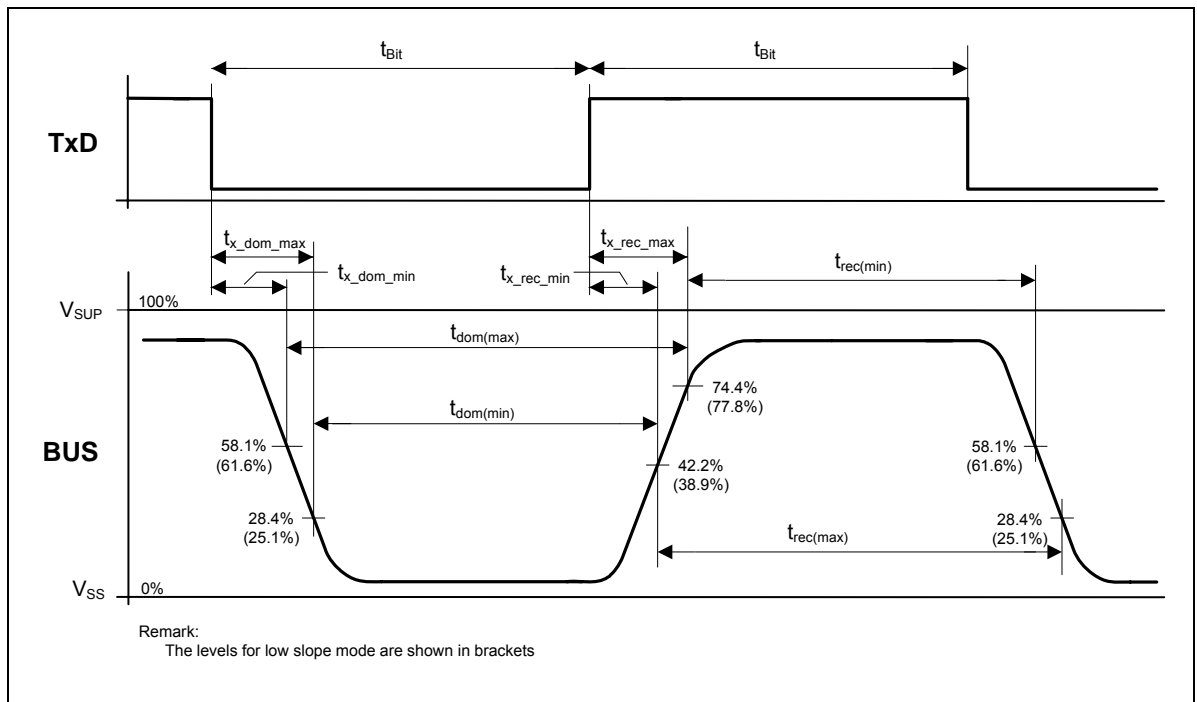 tBit
tBit
TxD
tx_dom_max
tx_dom_min
tx_rec_max
tx_rec_min
trec(min)
VSUP
100%
tdom(max)
74.4%
(77.8%)
tdom(min)
BUS
58.1%
(61.6%)
42.2%
(38.9%)
58.1%
(61.6%)
28.4%
(25.1%)
28.4%
(25.1%)
trec(max)
VSS
0%
Remark:
The levels for low slope mode are shown in brackets